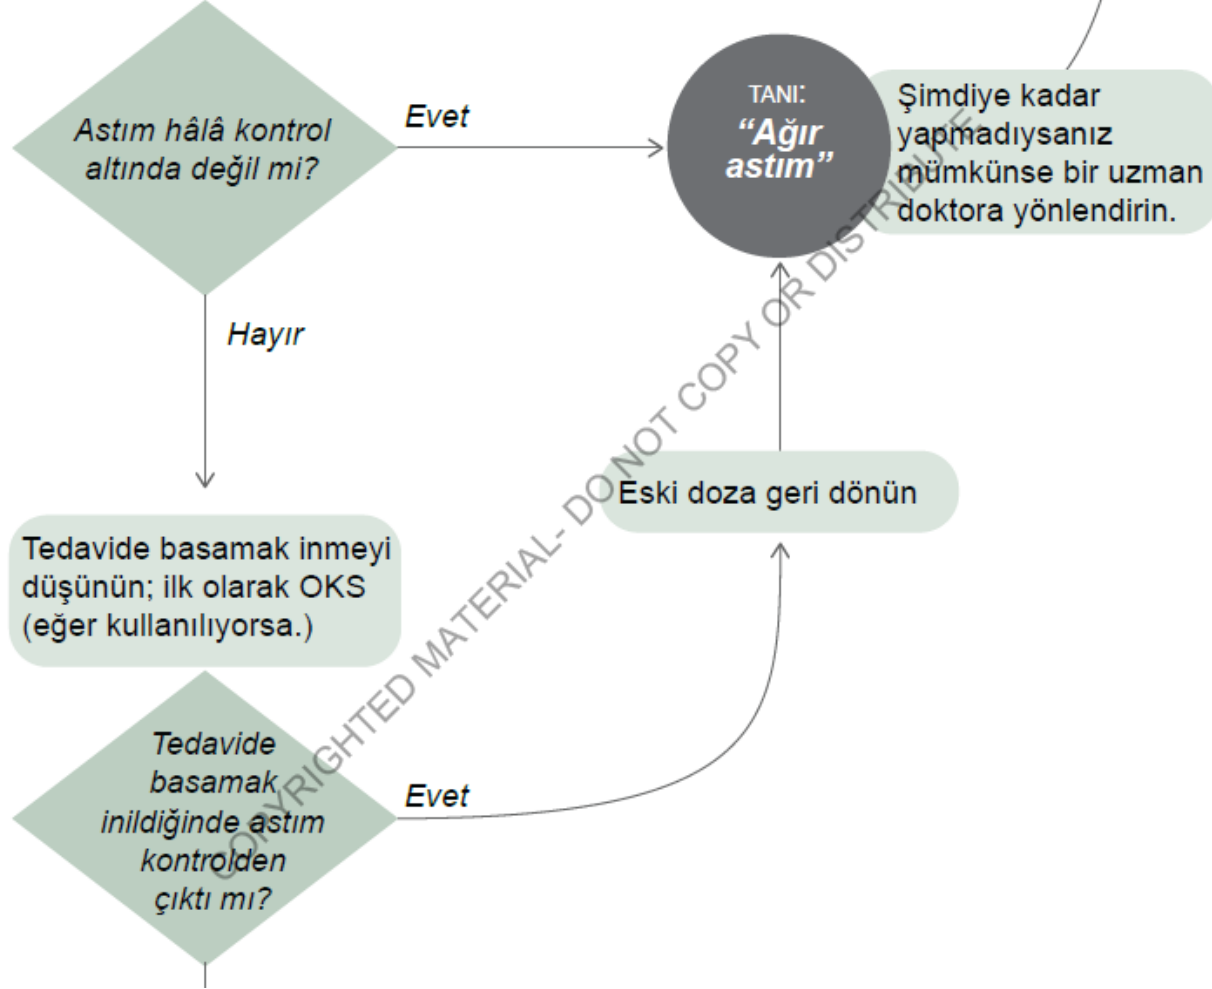 Astım hâlâ kontrol
altında değil mi?
Evet
TANI:
“Ağır
astım”
Şimdiye kadar
yapmadıysanız
mümkünse bir uzman
doktora yönlendirin.
Hayır
Eski doza geri dönün
Tedavide basamak inmeyi
düşünün; ilk olarak OKS
(eğer kullanılıyorsa.)
Tedavide
basamak
inildiğinde astım
kontrolden
çıktı mı?
Evet
COPYRIGHTED MATERIAL- DO NOT COPY OR DISTRIBUTE